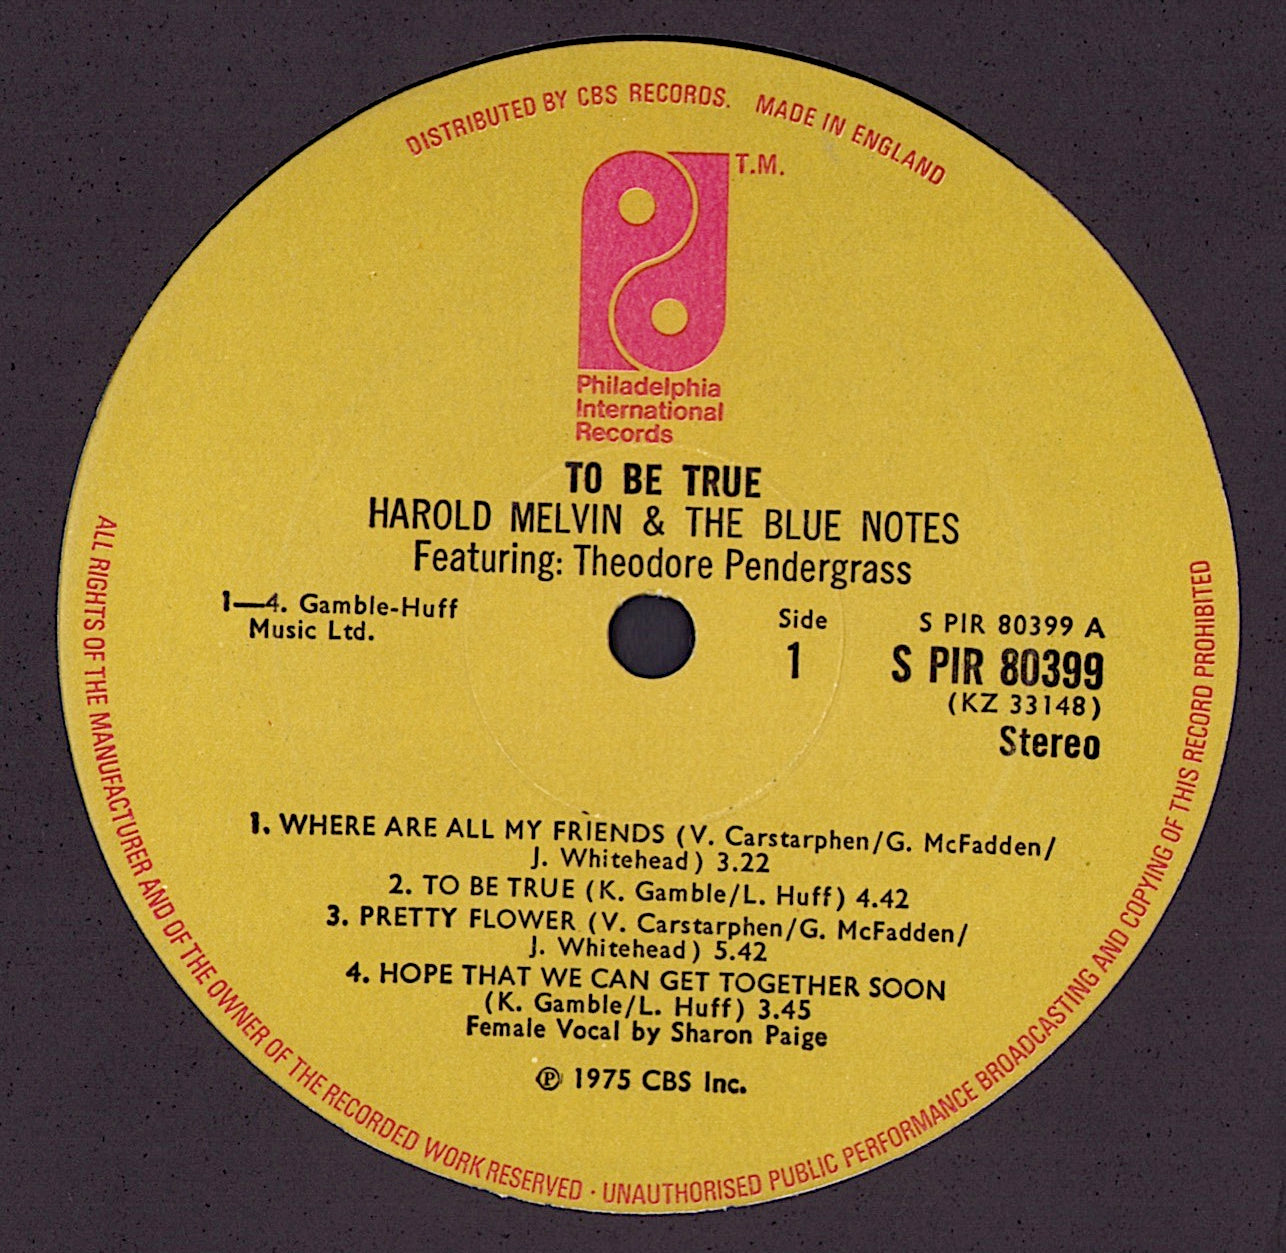 DISTRIBUTED BY CBS RECORDS. MADE IN ENGLAND
T.M.
Philadelphia
International
Records
TO BE TRUE
HAROLD MELVIN & THE BLUE NOTES
Featuring: Theodore Pendergrass
1—4. Gamble-Huff
Music Ltd.
Side
1
S PIR 80399 A
S PIR 80399
(KZ 33148)
Stereo
1. WHERE ARE ALL MY FRIENDS (V. Carstarphen/G. McFadden/
J. Whitehead) 3.22
2. TO BE TRUE (K. Gamble/L. Huff) 4.42
3. PRETTY FLOWER (V. Carstarphen/G. McFadden/
J. Whitehead) 5.42
4. HOPE THAT WE CAN GET TOGETHER SOON
(K. Gamble/L. Huff) 3.45
Female Vocal by Sharon Paige
℗ 1975 CBS Inc.
ALL RIGHTS OF THE MANUFACTURER AND OF THE OWNER OF THE RECORDED WORK RESERVED · UNAUTHORISED PUBLIC PERFORMANCE BROADCASTING AND COPYING OF THIS RECORD PROHIBITED